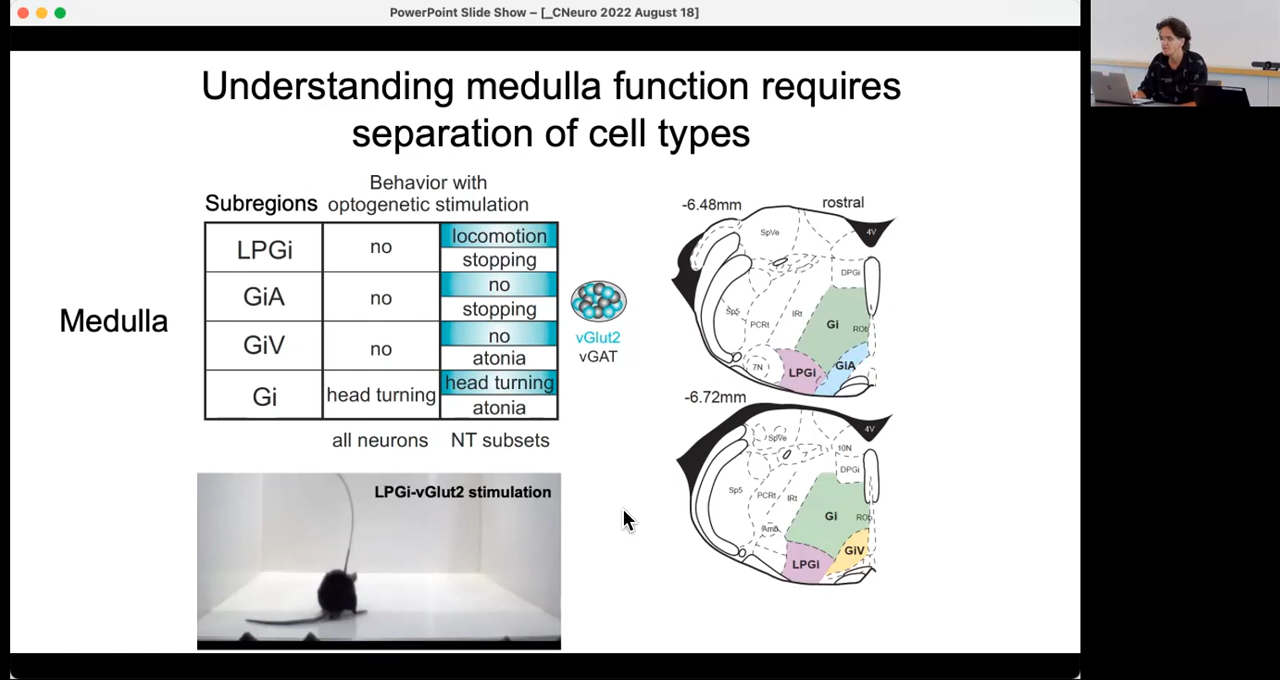 PowerPoint Slide Show – [_CNeuro 2022 August 18]
Understanding medulla function requires
separation of cell types
Behavior with
Subregions optogenetic stimulation
Medulla
LPGi no locomotion
stopping
GiA no no
stopping
GiV no no
atonia
Gi head turning head turning
atonia
all neurons NT subsets
vGlut2
vGAT
LPGi-vGlut2 stimulation
-6.48mm rostral
SpVe
4V
DPGi
Sp5
PCRt
IRt
Gi
ROb
7N
LPGi
GiA
-6.72mm
4V
SpVe
10N
DPGi
Sp5
PCRt
IRt
Gi
ROb
Amb
GiV
LPGi